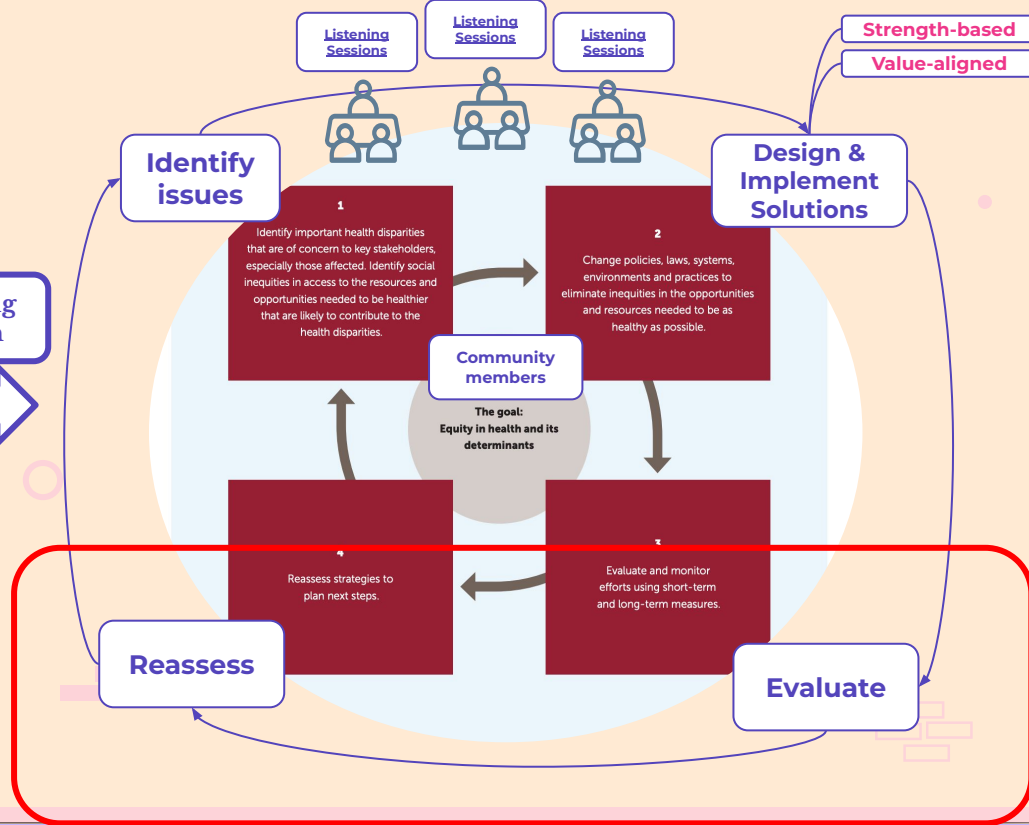 Listening
Sessions
Listening
Sessions
Listening
Sessions
Strength-based
Value-aligned
Identify
issues
Design &
Implement
Solutions
1
Identify important health disparities
that are of concern to key stakeholders,
especially those affected. Identify social
inequities in access to the resources and
opportunities needed to be healthier
that are likely to contribute to the
health disparities.
2
Change policies, laws, systems,
environments and practices to
eliminate inequities in the opportunities
and resources needed to be as
healthy as possible.
Community
members
The goal:
Equity in health and its
determinants
4
Reassess strategies to
plan next steps.
3
Evaluate and monitor
efforts using short-term
and long-term measures.
Reassess
Evaluate